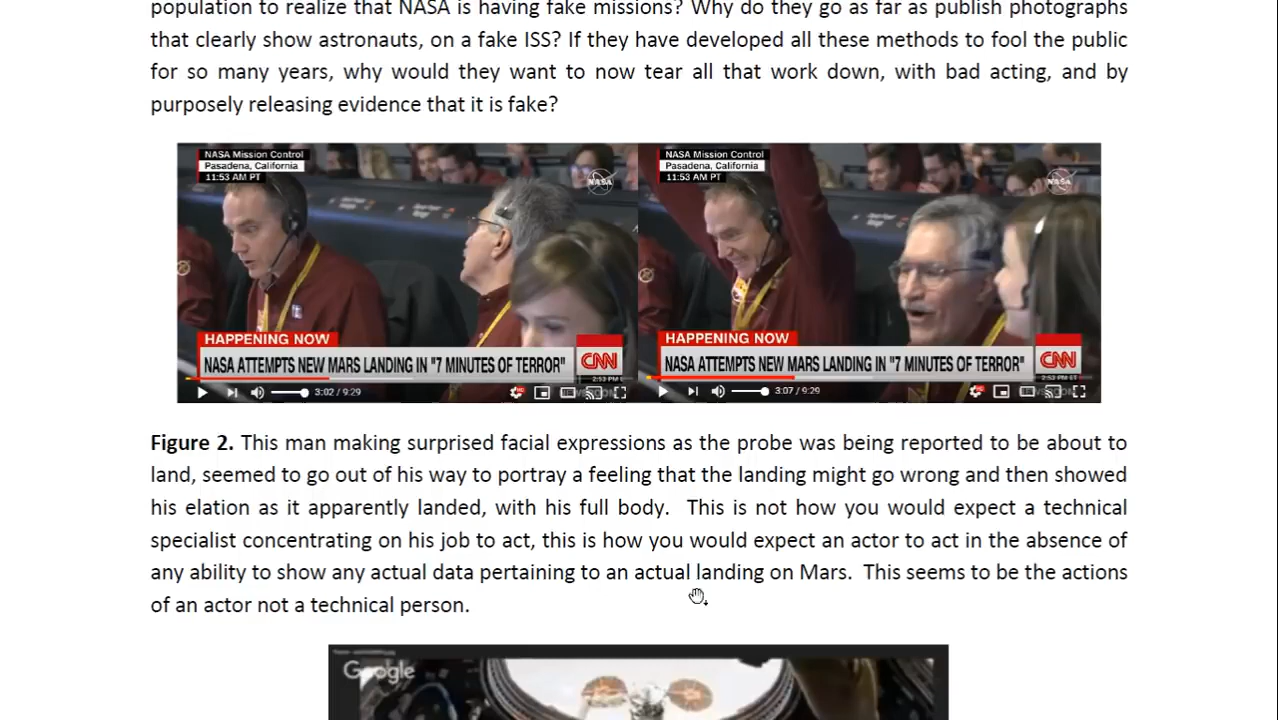 population to realize that NASA is having fake missions? Why do they go as far as publish photographs
that clearly show astronauts, on a fake ISS? If they have developed all these methods to fool the public
for so many years, why would they want to now tear all that work down, with bad acting, and by
purposely releasing evidence that it is fake?
NASA Mission Control
Pasadena, California
11:53 AM PT
NASA
HAPPENING NOW
NASA ATTEMPTS NEW MARS LANDING IN "7 MINUTES OF TERROR"
CNN
3:02 / 9:29
NASA Mission Control
Pasadena, California
11:53 AM PT
NASA
HAPPENING NOW
NASA ATTEMPTS NEW MARS LANDING IN "7 MINUTES OF TERROR"
CNN
3:07 / 9:29
Figure 2. This man making surprised facial expressions as the probe was being reported to be about to
land, seemed to go out of his way to portray a feeling that the landing might go wrong and then showed
his elation as it apparently landed, with his full body. This is not how you would expect a technical
specialist concentrating on his job to act, this is how you would expect an actor to act in the absence of
any ability to show any actual data pertaining to an actual landing on Mars. This seems to be the actions
of an actor not a technical person.
Google